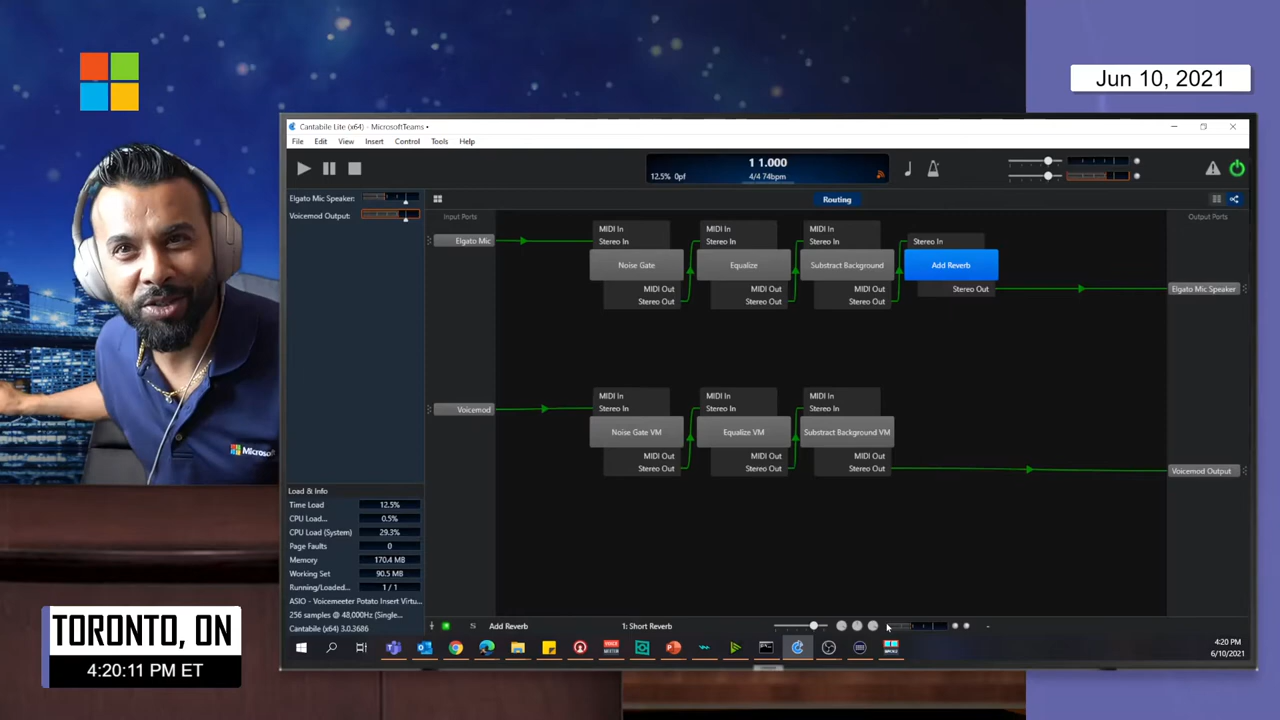 Jun 10, 2021
Cantabile Lite (x64) - MicrosoftTeams •
File Edit View Insert Control Tools Help
1 1.000
12.5% 0pf
4/4 74bpm
Elgato Mic Speaker:
Voicemod Output:
Routing
Input Ports
Output Ports
Elgato Mic
MIDI In
Stereo In
Noise Gate
MIDI Out
Stereo Out
MIDI In
Stereo In
Equalize
MIDI Out
Stereo Out
MIDI In
Stereo In
Substract Background
MIDI Out
Stereo Out
Stereo In
Add Reverb
Stereo Out
Elgato Mic Speaker
Voicemod
MIDI In
Stereo In
Noise Gate VM
MIDI Out
Stereo Out
MIDI In
Stereo In
Equalize VM
MIDI Out
Stereo Out
MIDI In
Stereo In
Substract Background VM
MIDI Out
Stereo Out
Voicemod Output
Microsoft
Load & Info
Time Load 12.5%
CPU Load... 0.5%
CPU Load (System) 29.3%
Page Faults 0
Memory 170.4 MB
Working Set 90.5 MB
Running/Loaded... 1 / 1
ASIO - Voicemeeter Potato Insert Virtu...
256 samples @ 48,000Hz (Single...
Cantabile (x64) 3.0.3686
S Add Reverb 1: Short Reverb
4:20 PM
6/10/2021
TORONTO, ON
4:20:11 PM ET